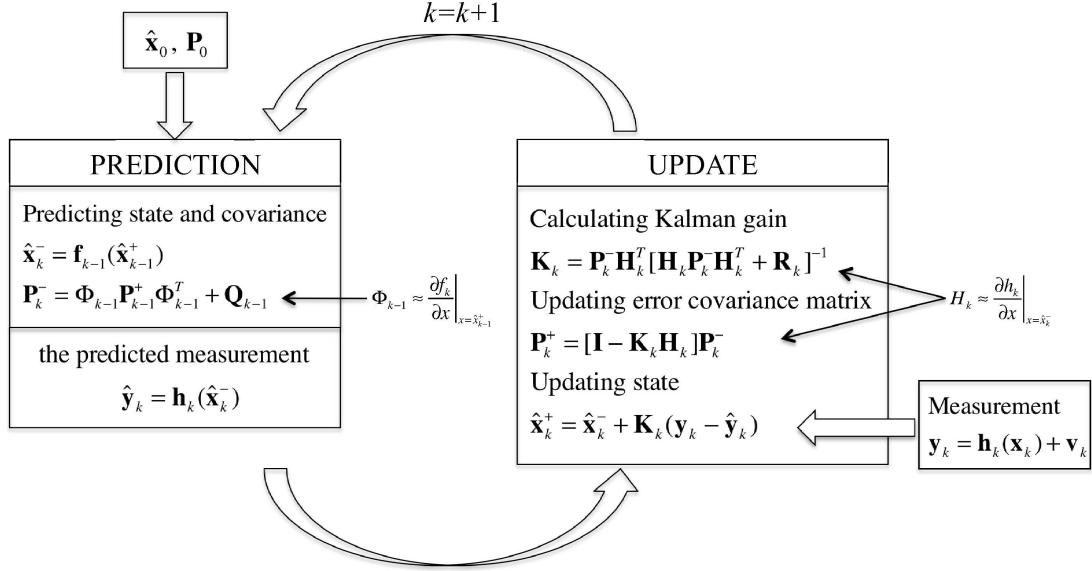 k=k+1
x̂₀, P₀
PREDICTION
Predicting state and covariance
x̂ₖ⁻ = fₖ₋₁(x̂ₖ₋₁⁺)
Pₖ⁻ = Φₖ₋₁Pₖ₋₁⁺Φₖ₋₁ᵀ + Qₖ₋₁
Φₖ₋₁ ≈ ∂fₖ/∂x |ₓ₌ₓ̂ₖ₋₁⁺
the predicted measurement
ŷₖ = hₖ(x̂ₖ⁻)
UPDATE
Calculating Kalman gain
Kₖ = Pₖ⁻Hₖᵀ[HₖPₖ⁻Hₖᵀ + Rₖ]⁻¹
Updating error covariance matrix
Pₖ⁺ = [I − KₖHₖ]Pₖ⁻
Updating state
x̂ₖ⁺ = x̂ₖ⁻ + Kₖ(yₖ − ŷₖ)
Hₖ ≈ ∂hₖ/∂x |ₓ₌ₓ̂ₖ⁻
Measurement
yₖ = hₖ(xₖ) + vₖ